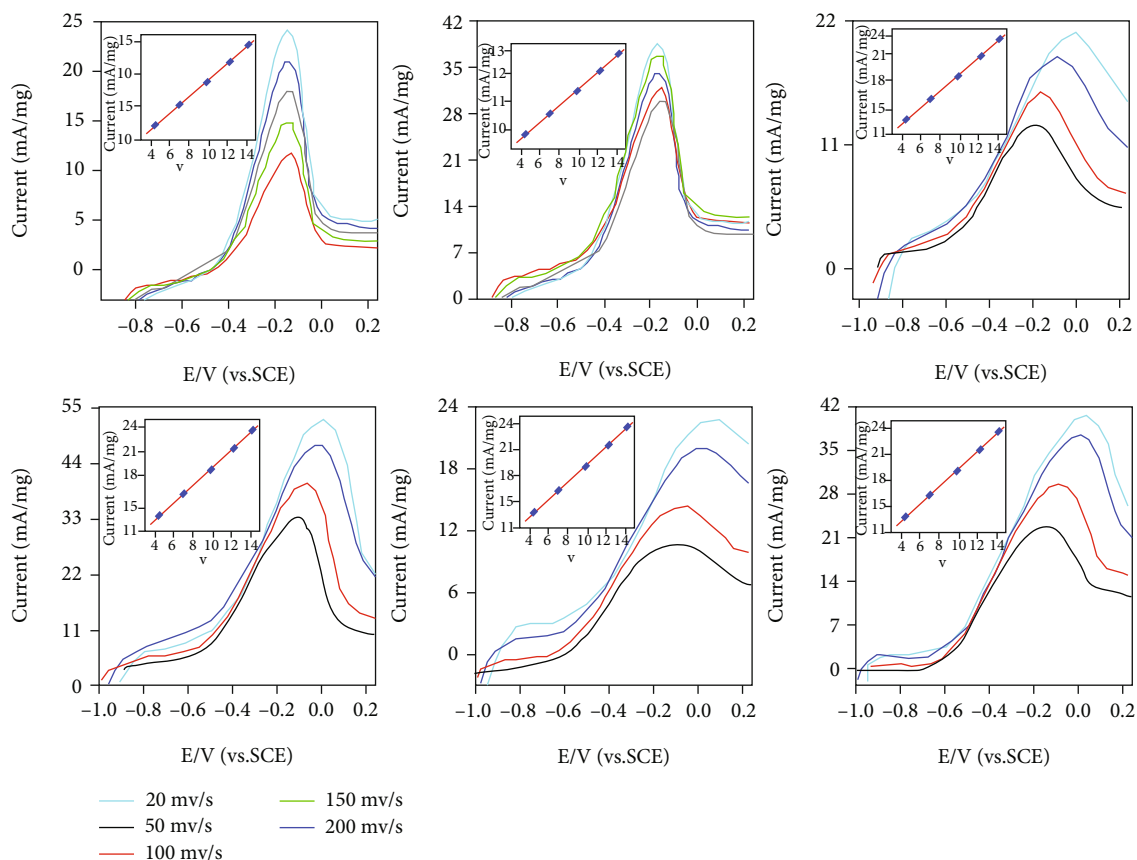 25
20
15
10
5
0
Current (mA/mg)
15
10
15
10
Current (mA/mg)
4 6 8 10 12 14
v
−0.8 −0.6 −0.4 −0.2 0.0 0.2
E/V (vs.SCE)
42
35
28
21
14
7
0
Current (mA/mg)
13
12
11
10
Current (mA/mg)
4 6 8 10 12 14
v
−0.8 −0.6 −0.4 −0.2 0.0 0.2
E/V (vs.SCE)
22
11
0
Current (mA/mg)
24
20
15
11
Current (mA/mg)
4 6 8 10 12 14
v
−1.0 −0.8 −0.6 −0.4 −0.2 0.0 0.2
E/V (vs.SCE)
55
44
33
22
11
0
Current (mA/mg)
24
21
18
15
11
Current (mA/mg)
4 6 8 10 12 14
v
−1.0 −0.8 −0.6 −0.4 −0.2 0.0 0.2
E/V (vs.SCE)
24
18
12
6
0
Current (mA/mg)
24
21
18
15
11
Current (mA/mg)
4 6 8 10 12 14
v
−1.0 −0.8 −0.6 −0.4 −0.2 0.0 0.2
E/V (vs.SCE)
42
35
28
21
14
7
0
Current (mA/mg)
24
21
18
15
11
Current (mA/mg)
4 6 8 10 12 14
v
−1.0 −0.8 −0.6 −0.4 −0.2 0.0 0.2
E/V (vs.SCE)
20 mv/s
50 mv/s
100 mv/s
150 mv/s
200 mv/s